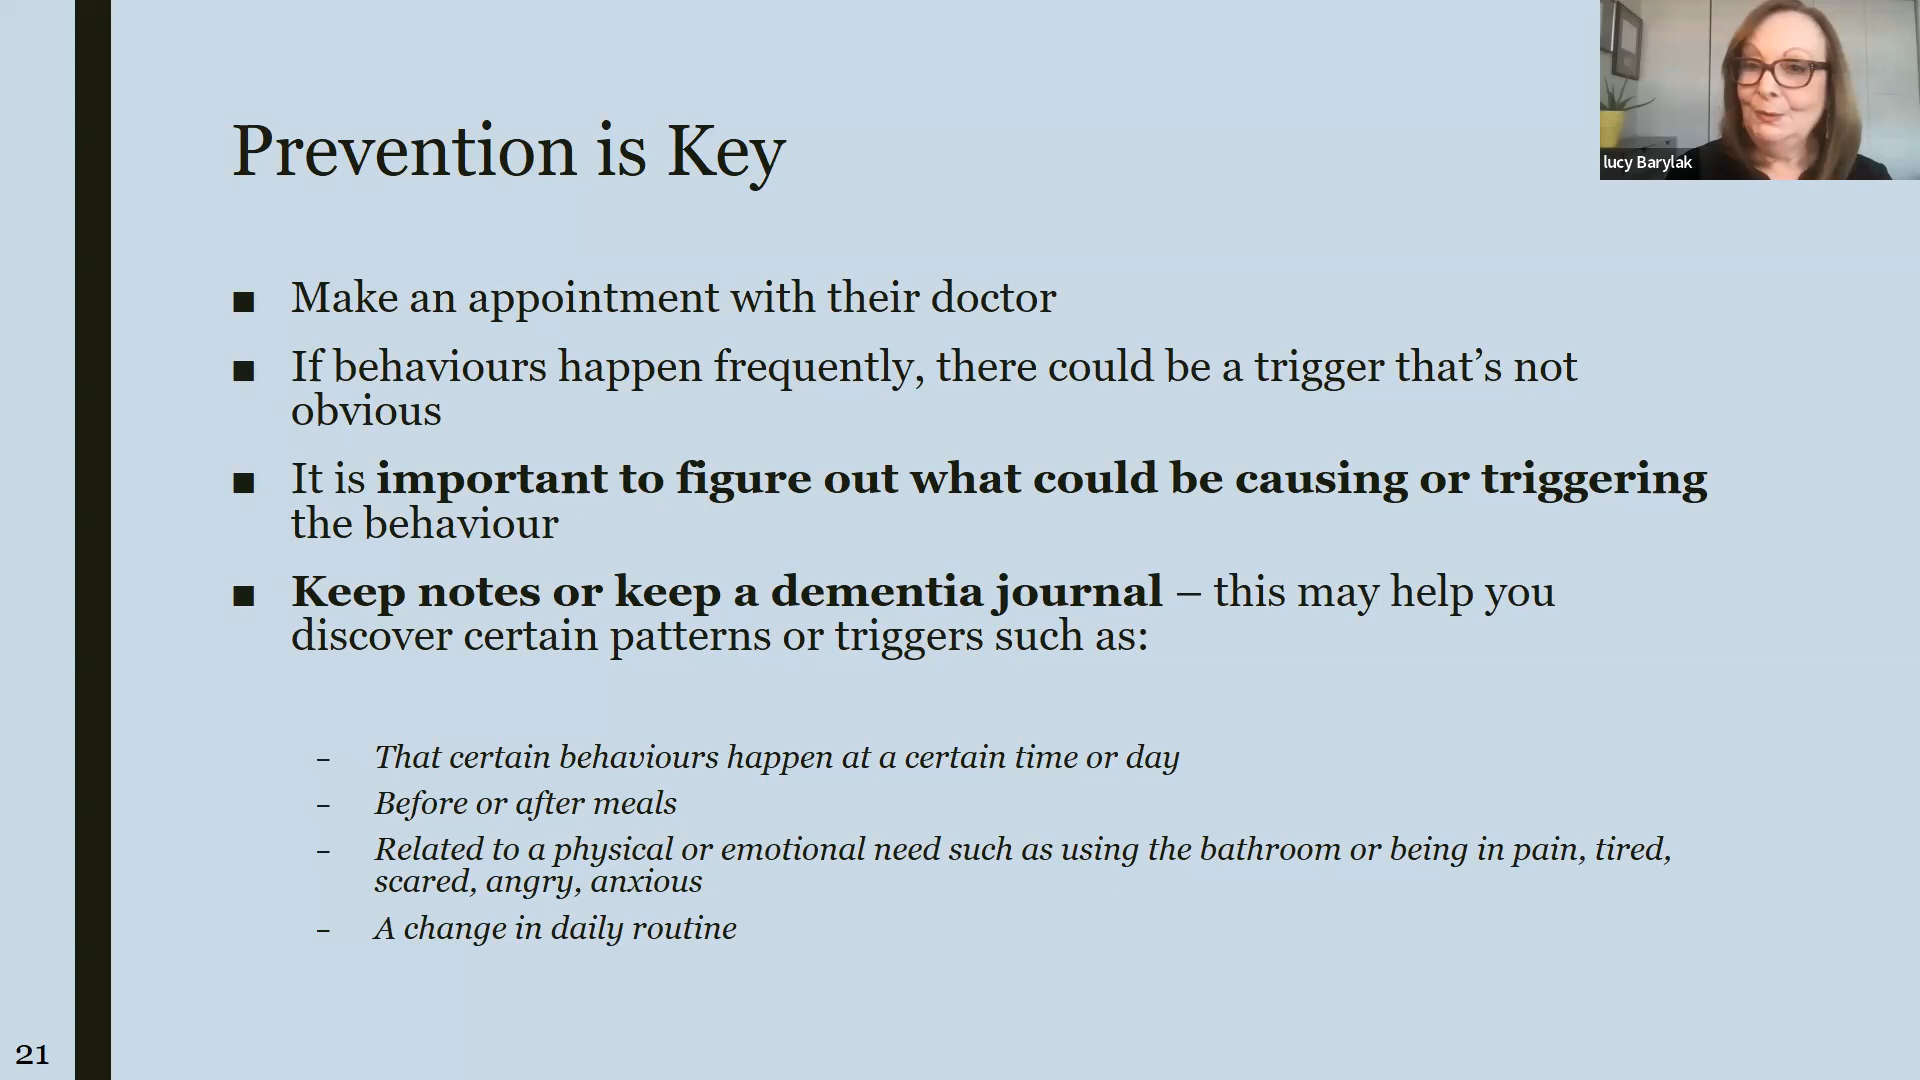 Prevention is Key
lucy Barylak
■ Make an appointment with their doctor
■ If behaviours happen frequently, there could be a trigger that’s not
obvious
■ It is important to figure out what could be causing or triggering
the behaviour
■ Keep notes or keep a dementia journal – this may help you
discover certain patterns or triggers such as:
– That certain behaviours happen at a certain time or day
– Before or after meals
– Related to a physical or emotional need such as using the bathroom or being in pain, tired,
scared, angry, anxious
– A change in daily routine
21